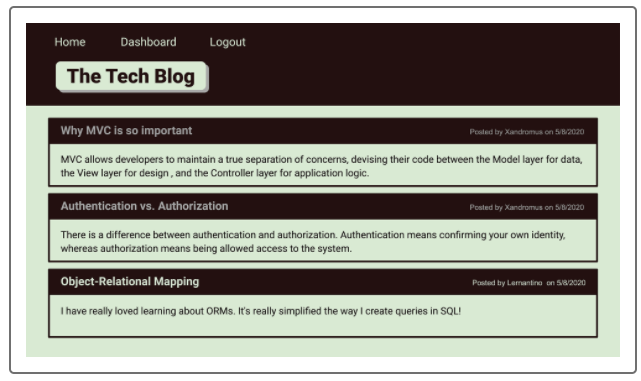 Home Dashboard Logout
The Tech Blog
Why MVC is so important Posted by Xandromus on 5/8/2020
MVC allows developers to maintain a true separation of concerns, devising their code between the Model layer for data,
the View layer for design , and the Controller layer for application logic.
Authentication vs. Authorization Posted by Xandromus on 5/8/2020
There is a difference between authentication and authorization. Authentication means confirming your own identity,
whereas authorization means being allowed access to the system.
Object-Relational Mapping Posted by Lernantino on 5/8/2020
I have really loved learning about ORMs. It's really simplified the way I create queries in SQL!